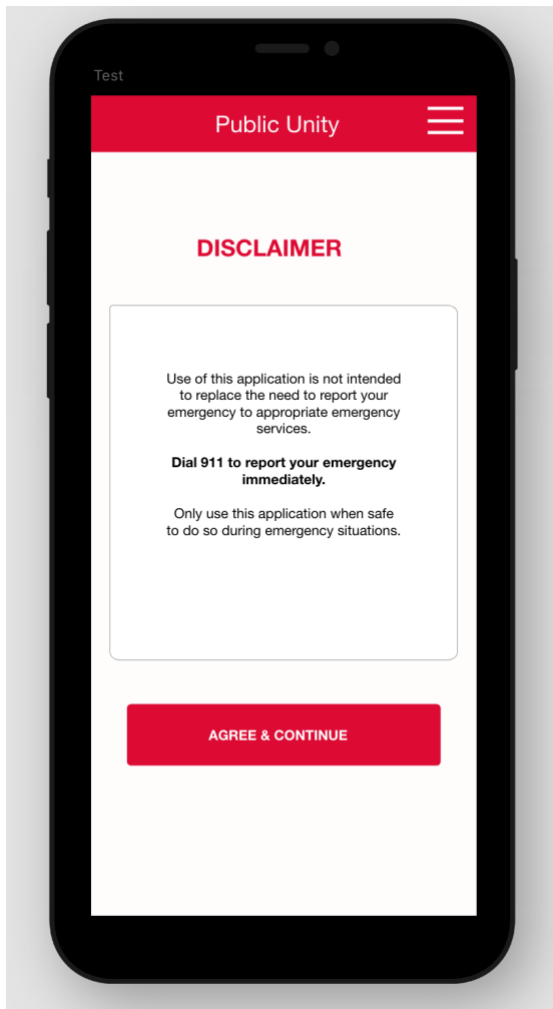 Test
Public Unity
DISCLAIMER
Use of this application is not intended
to replace the need to report your
emergency to appropriate emergency
services.
Dial 911 to report your emergency
immediately.
Only use this application when safe
to do so during emergency situations.
AGREE & CONTINUE